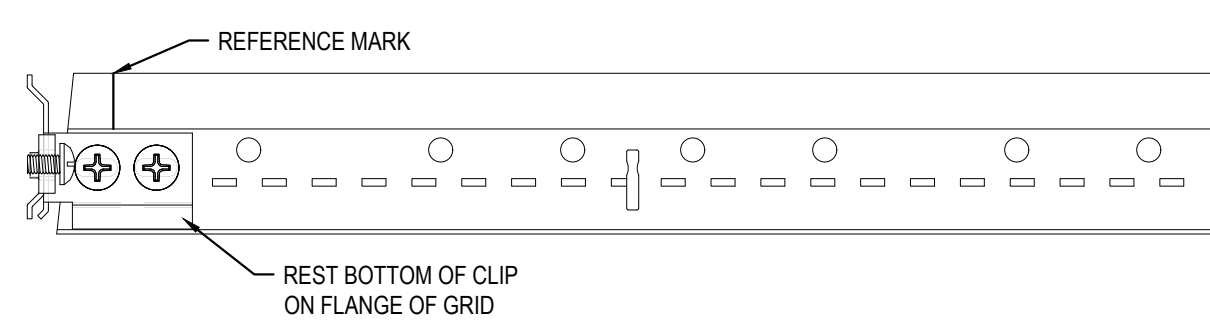 REFERENCE MARK
REST BOTTOM OF CLIP
ON FLANGE OF GRID